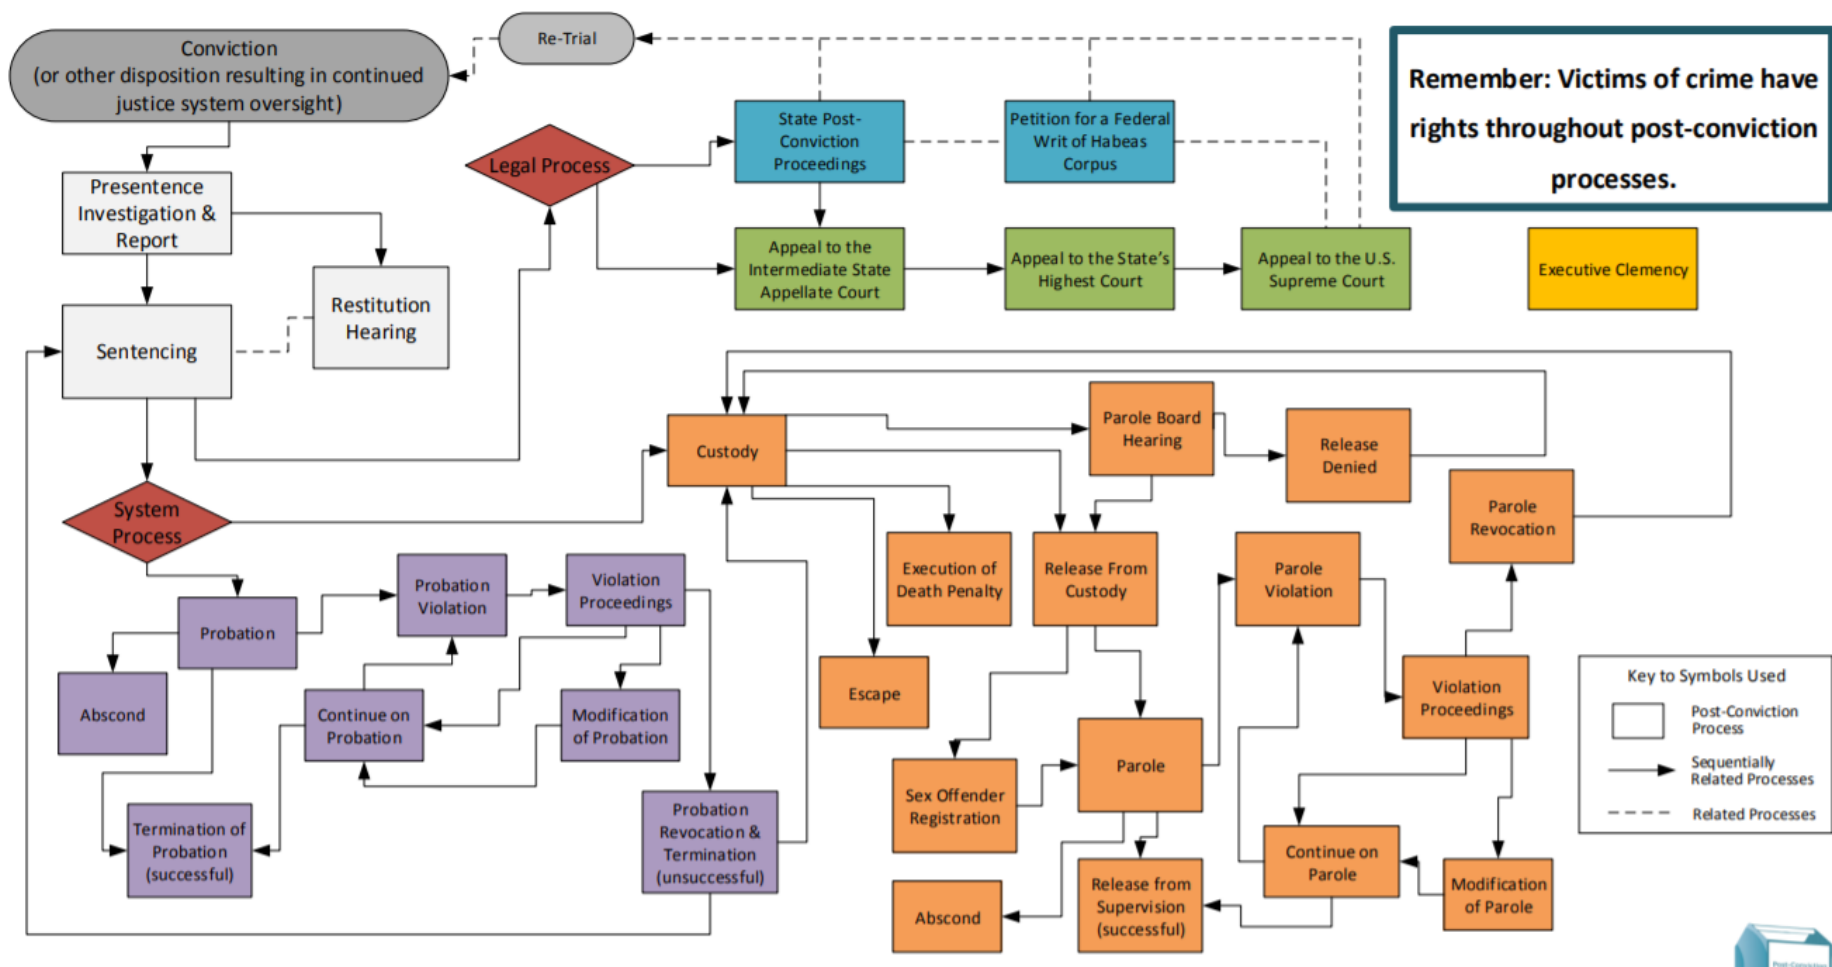 Conviction
(or other disposition resulting in continued
justice system oversight)
Re-Trial
Remember: Victims of crime have
rights throughout post-conviction
processes.
Presentence
Investigation &
Report
Restitution
Hearing
Sentencing
Legal Process
State Post-
Conviction
Proceedings
Petition for a Federal
Writ of Habeas
Corpus
Appeal to the
Intermediate State
Appellate Court
Appeal to the State's
Highest Court
Appeal to the U.S.
Supreme Court
Executive Clemency
System
Process
Custody
Parole Board
Hearing
Release
Denied
Parole
Revocation
Execution of
Death Penalty
Release From
Custody
Parole
Violation
Probation
Probation
Violation
Violation
Proceedings
Abscond
Continue on
Probation
Modification
of Probation
Escape
Violation
Proceedings
Termination of
Probation
(successful)
Probation
Revocation &
Termination
(unsuccessful)
Sex Offender
Registration
Parole
Continue on
Parole
Modification
of Parole
Abscond
Release from
Supervision
(successful)
Key to Symbols Used
Post-Conviction
Process
Sequentially
Related Processes
Related Processes
Post-Conviction